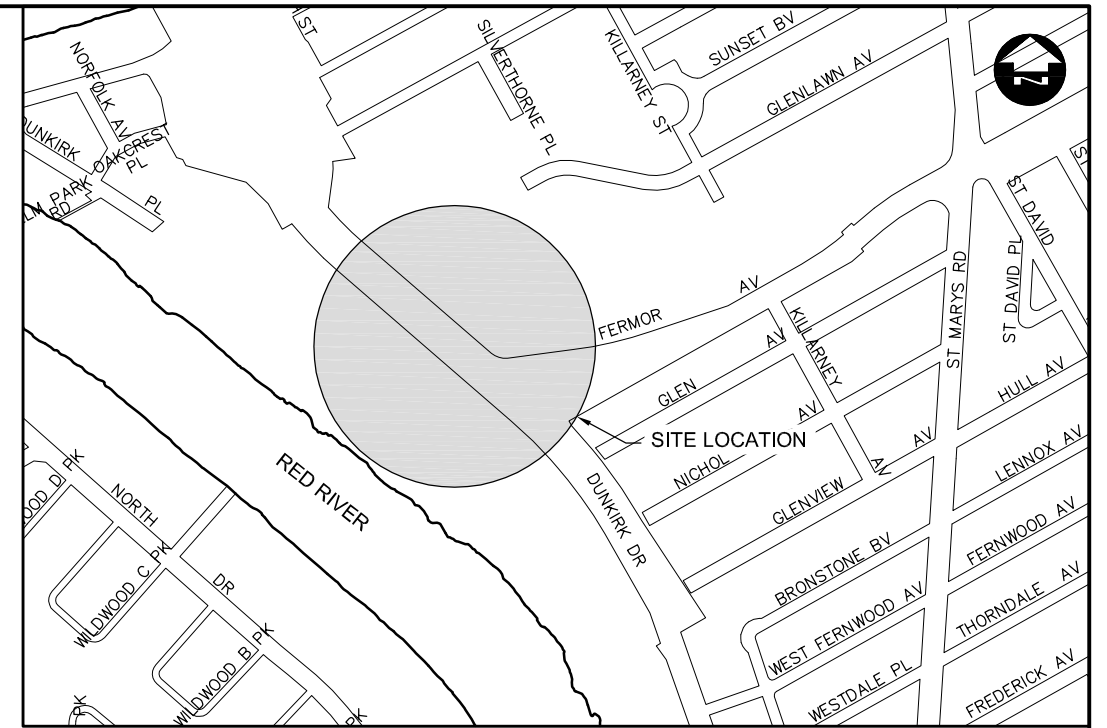 ST
NORFOLK AV
DUNKIRK
PL
OAKCREST
PL
PARK
RD
SILVERTHORNE PL
KILLARNEY ST
SUNSET BV
GLENLAWN AV
N
ST DAVID
ST DAVID PL
ST MARYS RD
FERMOR
AV
KILLARNEY
AV
GLEN
AV
NICHOL
AV
GLENVIEW
AV
SITE LOCATION
DUNKIRK DR
HULL AV
LENNOX AV
FERNWOOD AV
THORNDALE AV
FREDERICK AV
BRONSTONE BV
WEST FERNWOOD AV
WESTDALE PL
RED RIVER
NORTH
DR
PK
WILDWOOD C PK
WILDWOOD B PK
PK
PK